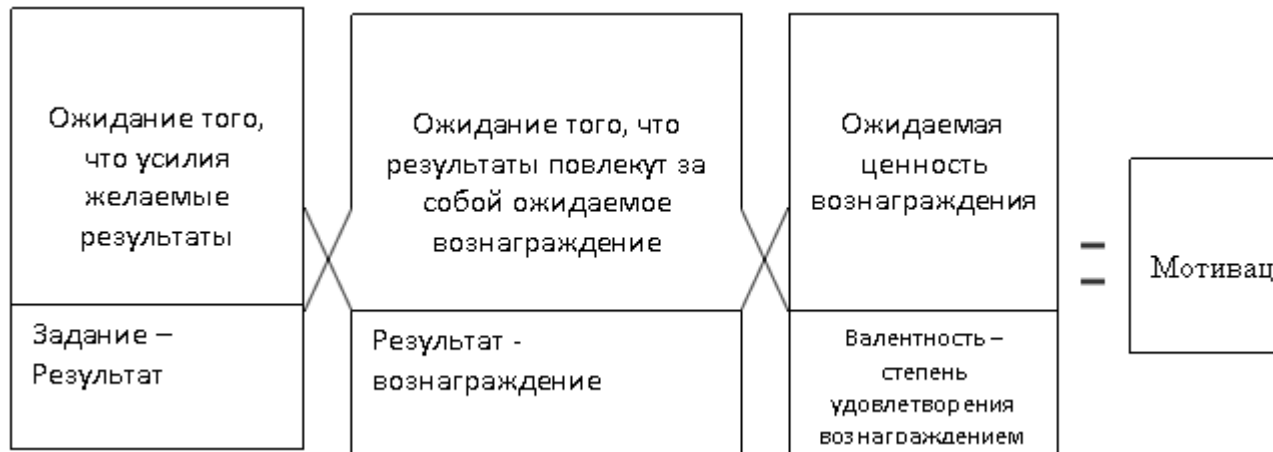 Ожидание того,
что усилия
желаемые
результаты
Задание –
Результат
Ожидание того, что
результаты повлекут за
собой ожидаемое
вознаграждение
Результат -
вознаграждение
Ожидаемая
ценность
вознаграждения
Валентность –
степень
удовлетворения
вознаграждением
=
Мотивац